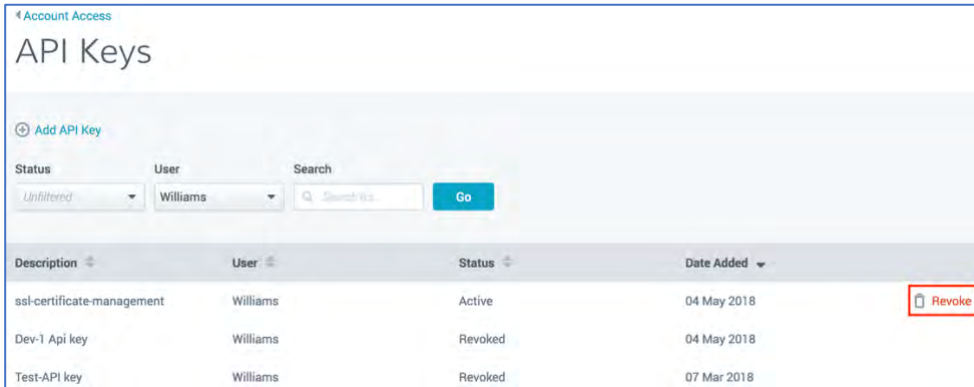 Account Access
API Keys
Add API Key
Status User Search
Unfiltered Williams Search for... Go
Description User Status Date Added
ssl-certificate-management Williams Active 04 May 2018 Revoke
Dev-1 Api key Williams Revoked 04 May 2018
Test-API key Williams Revoked 07 Mar 2018